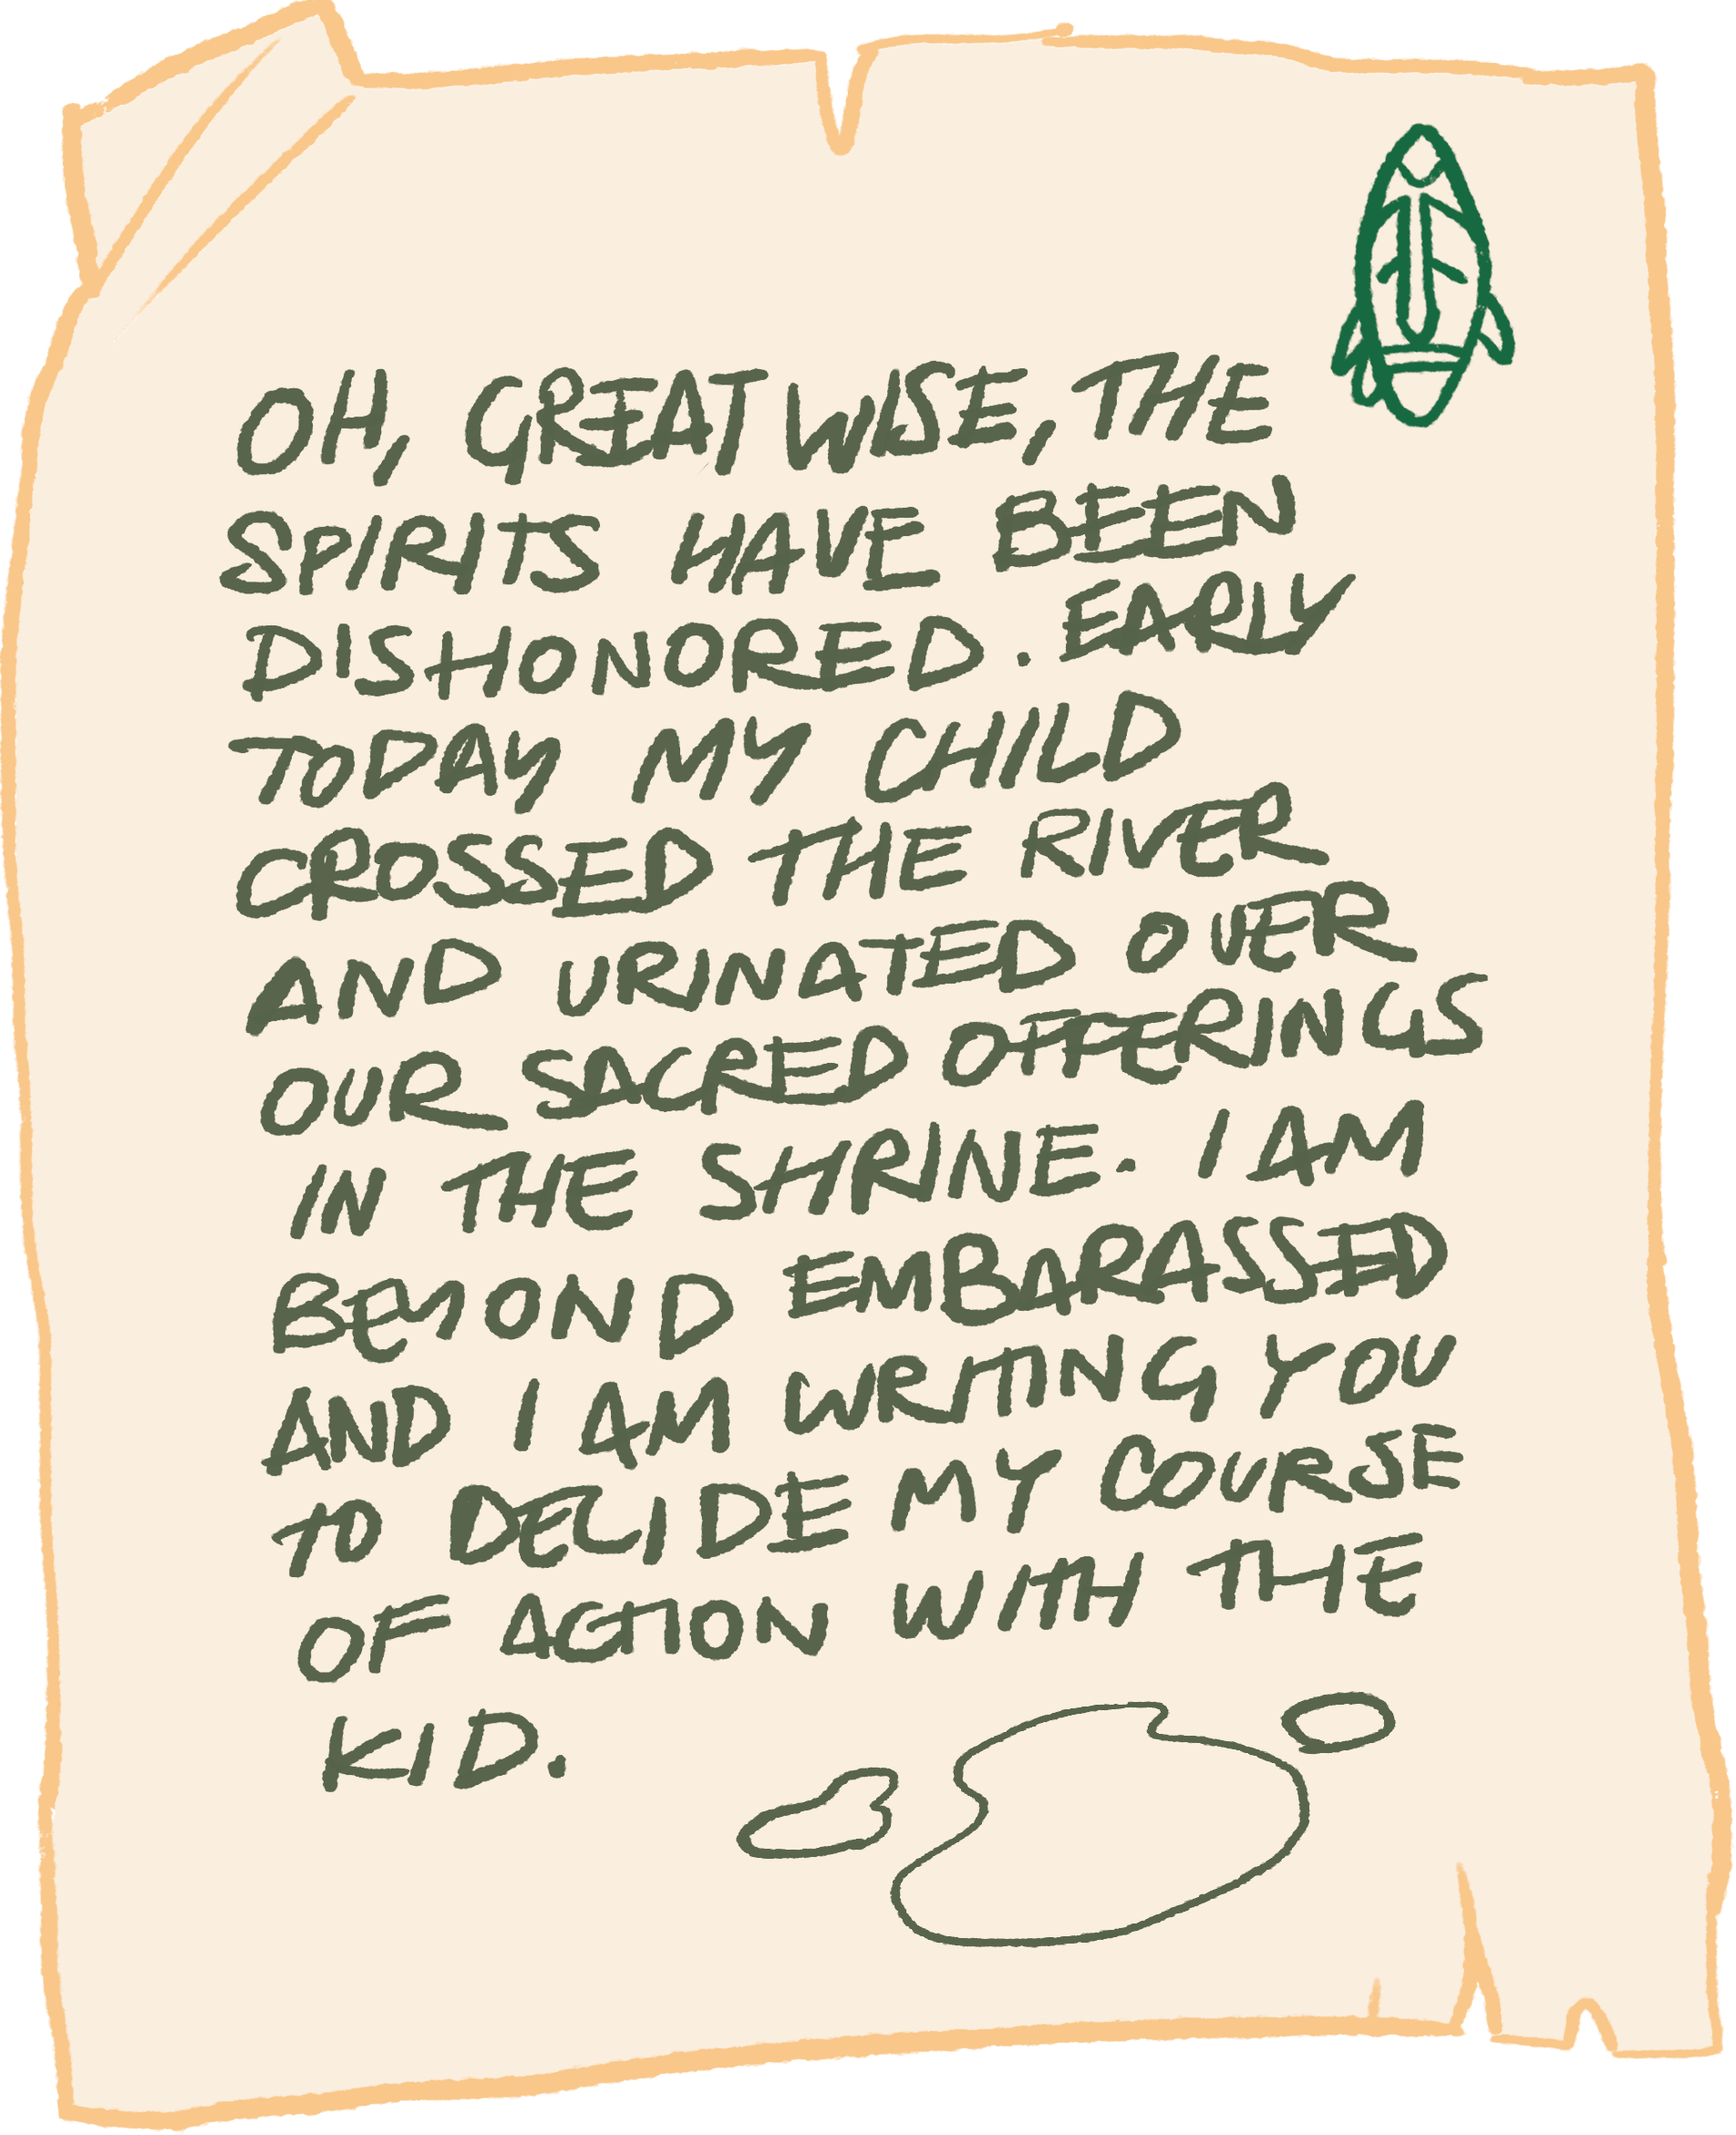 OH, GREAT WISE, THE
SPIRITS HAVE BEEN
DISHONORED. EARLY
TODAY MY CHILD
CROSSED THE RIVER
AND URINATED OVER
OUR SACRED OFFERINGS
IN THE SHRINE. I AM
BEYOND EMBARASSED
AND I AM WRITING YOU
TO DECIDE MY COURSE
OF ACTION WITH THE
KID.